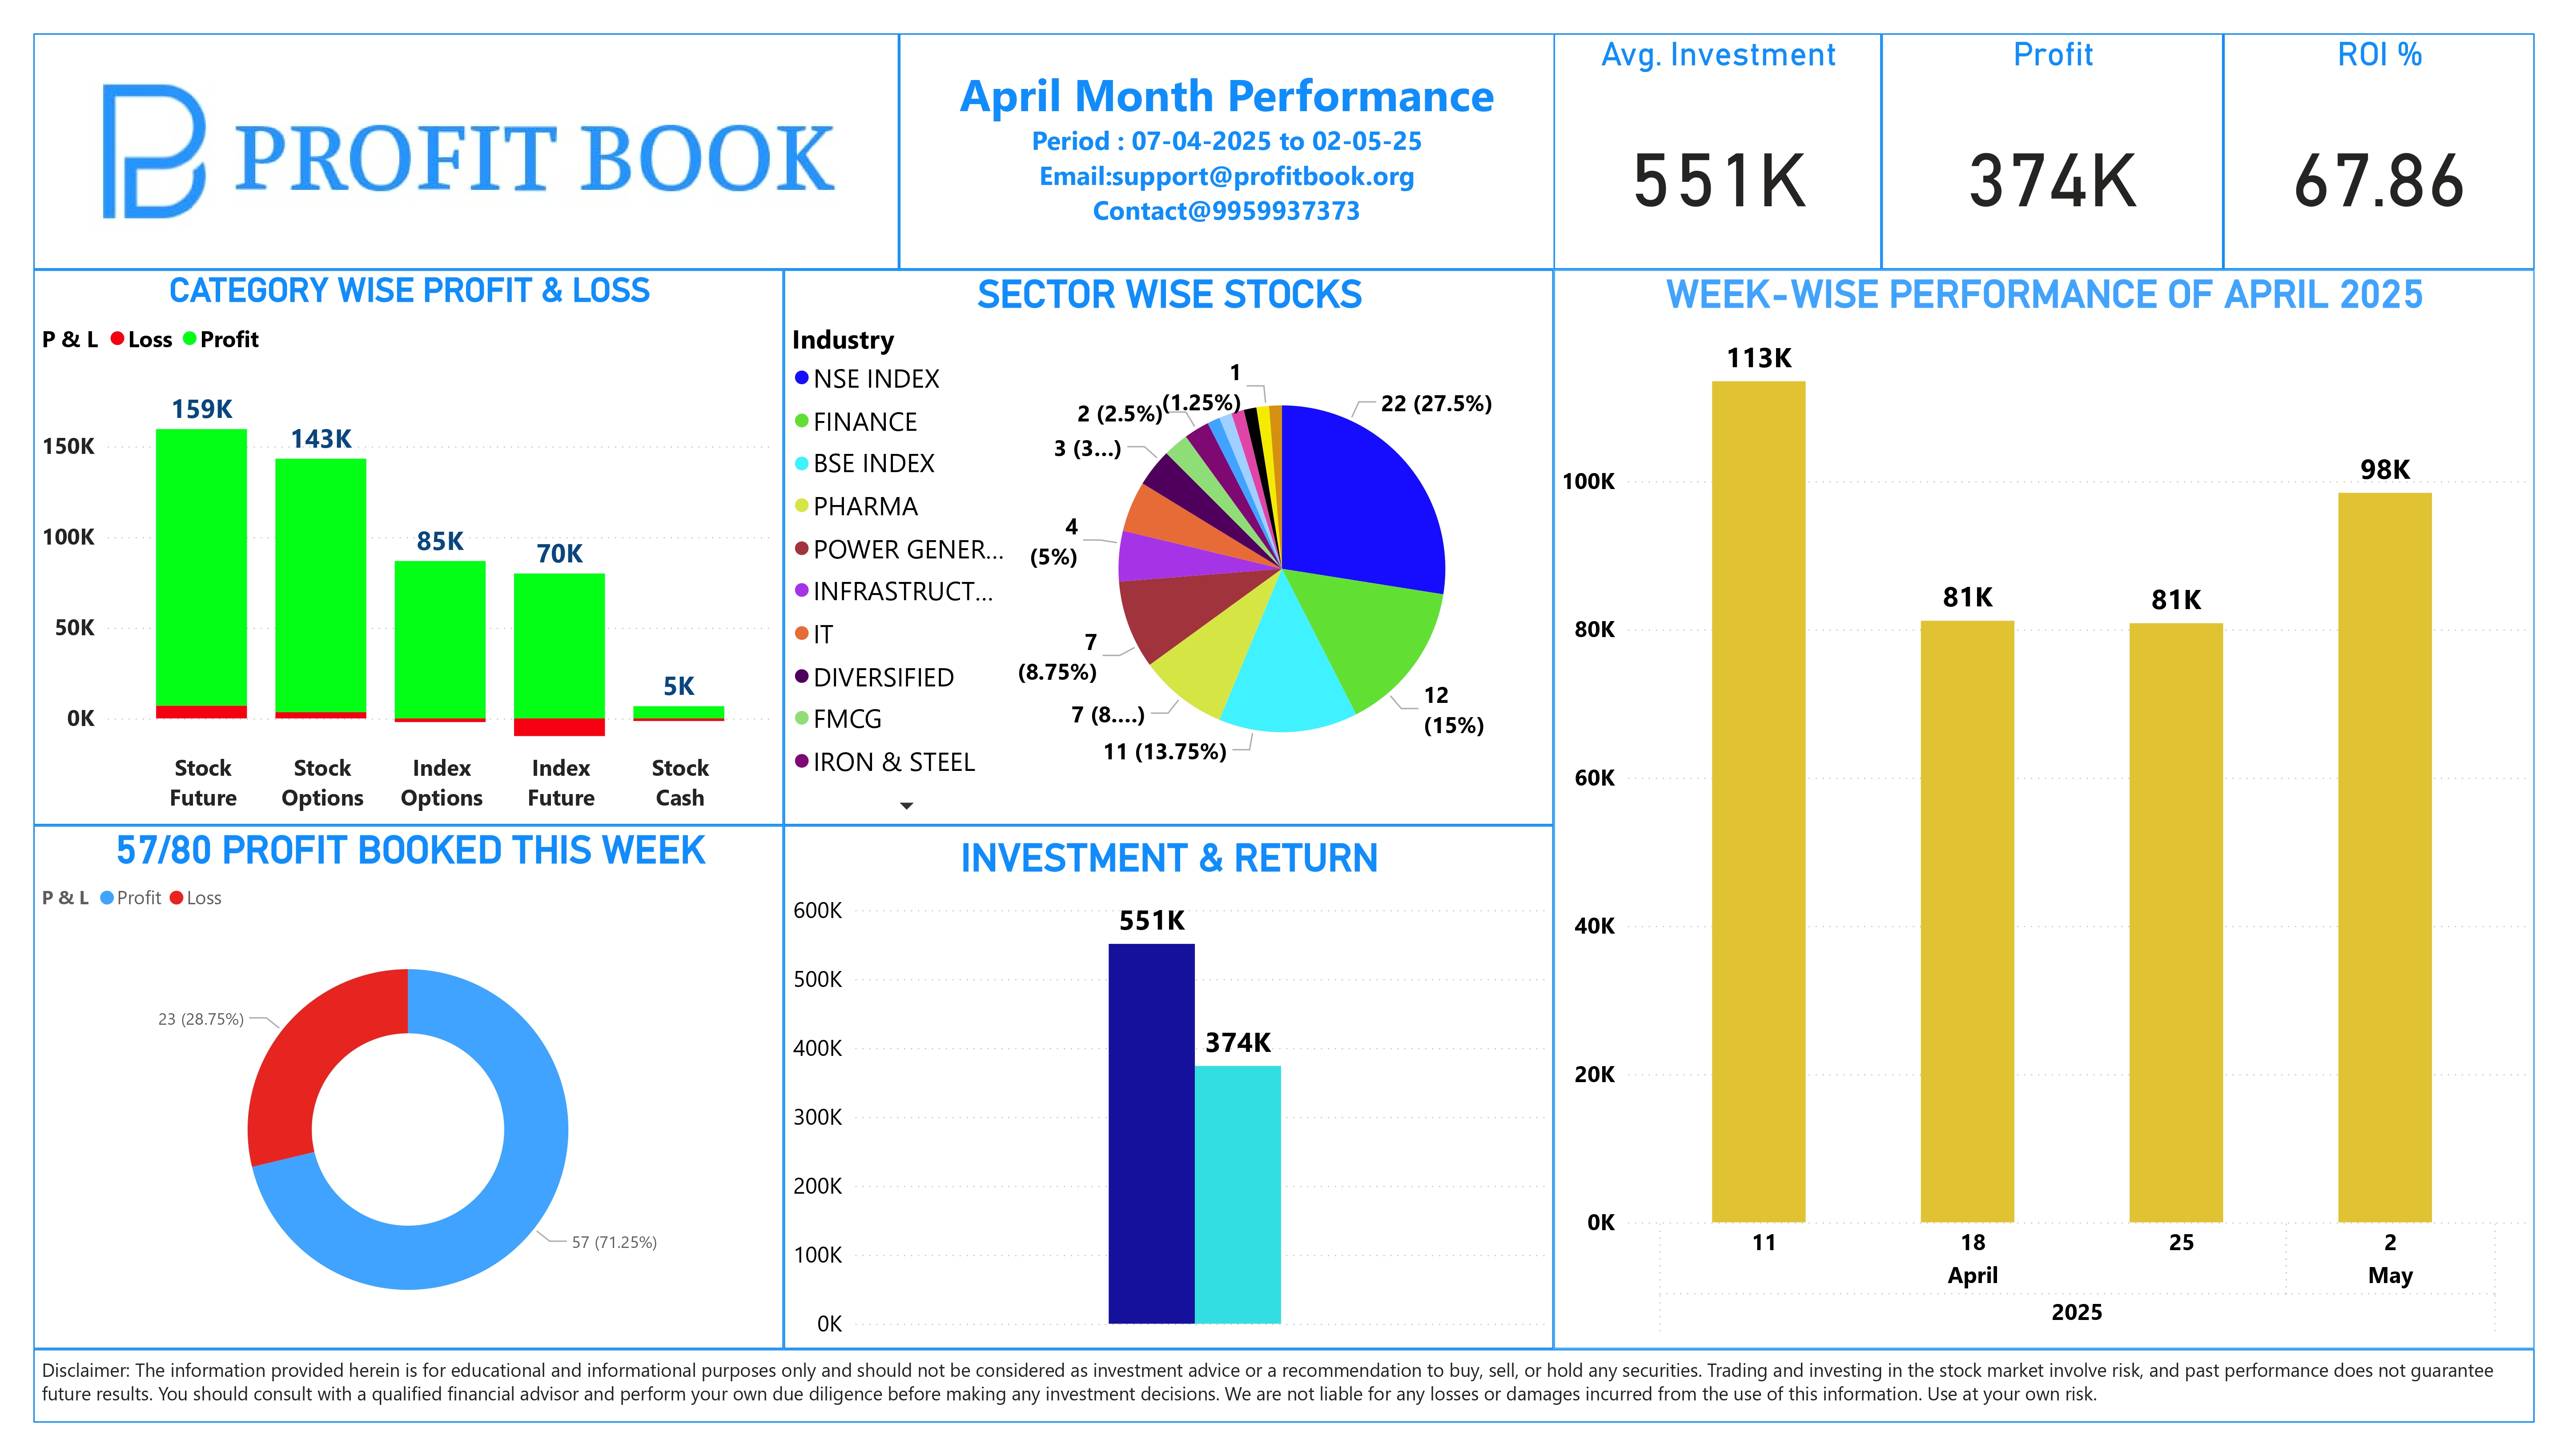 PROFIT BOOK
April Month Performance
Period : 07-04-2025 to 02-05-25
Email:support@profitbook.org
Contact@9959937373
Avg. Investment
551K
Profit
374K
ROI %
67.86
CATEGORY WISE PROFIT & LOSS
P & L Loss Profit
159K
143K
85K
70K
5K
150K
100K
50K
0K
Stock
Future
Stock
Options
Index
Options
Index
Future
Stock
Cash
SECTOR WISE STOCKS
Industry
NSE INDEX
FINANCE
BSE INDEX
PHARMA
POWER GENER...
INFRASTRUCT...
IT
DIVERSIFIED
FMCG
IRON & STEEL
1
(1.25%)
2 (2.5%)
3 (3...)
4
(5%)
7
(8.75%)
7 (8....)
11 (13.75%)
12
(15%)
22 (27.5%)
WEEK-WISE PERFORMANCE OF APRIL 2025
113K
81K
81K
98K
100K
80K
60K
40K
20K
0K
11
18
25
2
April
May
2025
57/80 PROFIT BOOKED THIS WEEK
P & L Profit Loss
23 (28.75%)
57 (71.25%)
INVESTMENT & RETURN
600K
500K
400K
300K
200K
100K
0K
551K
374K
Disclaimer: The information provided herein is for educational and informational purposes only and should not be considered as investment advice or a recommendation to buy, sell, or hold any securities. Trading and investing in the stock market involve risk, and past performance does not guarantee
future results. You should consult with a qualified financial advisor and perform your own due diligence before making any investment decisions. We are not liable for any losses or damages incurred from the use of this information. Use at your own risk.